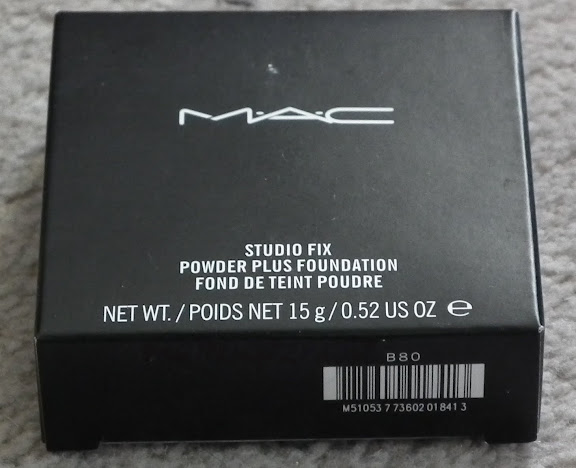 M·A·C
STUDIO FIX
POWDER PLUS FOUNDATION
FOND DE TEINT POUDRE
NET WT. / POIDS NET 15 g / 0.52 US OZ ℮
B80
M51053 7 73602 01841 3